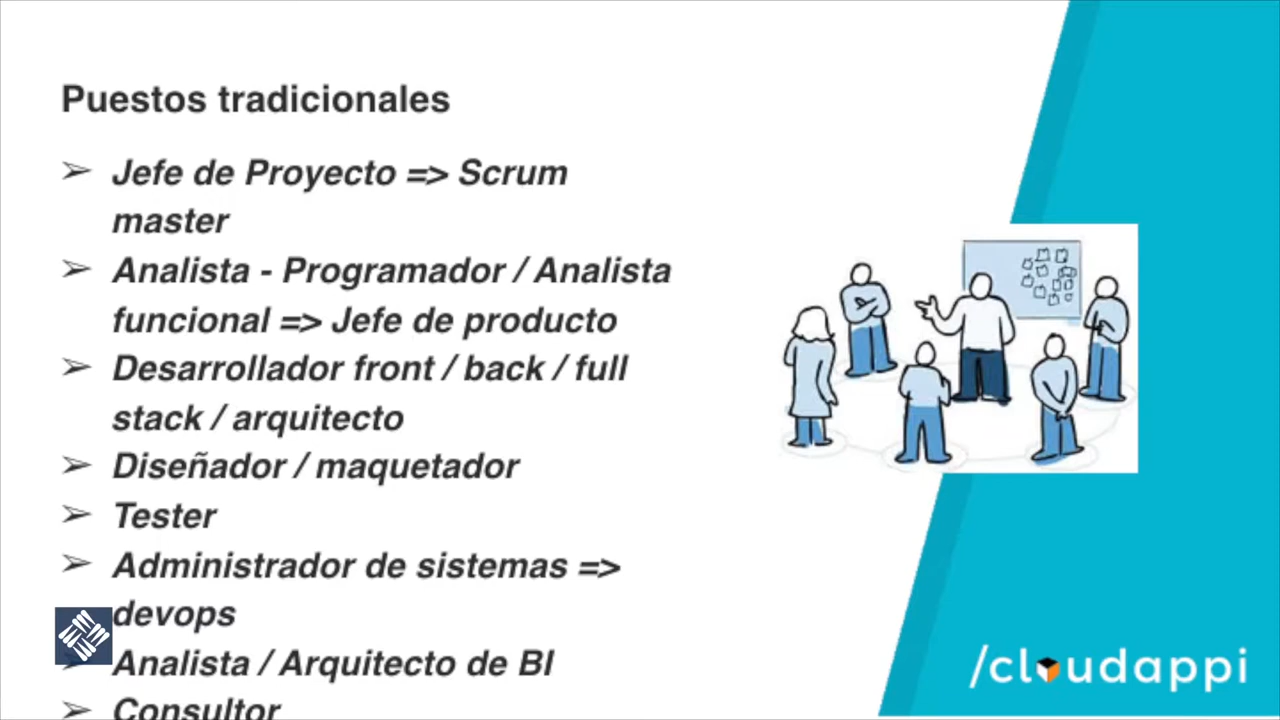 Puestos tradicionales
➢ Jefe de Proyecto => Scrum
master
➢ Analista - Programador / Analista
funcional => Jefe de producto
➢ Desarrollador front / back / full
stack / arquitecto
➢ Diseñador / maquetador
➢ Tester
➢ Administrador de sistemas =>
devops
➢ Analista / Arquitecto de BI
➢ Consultor
/cloudappi